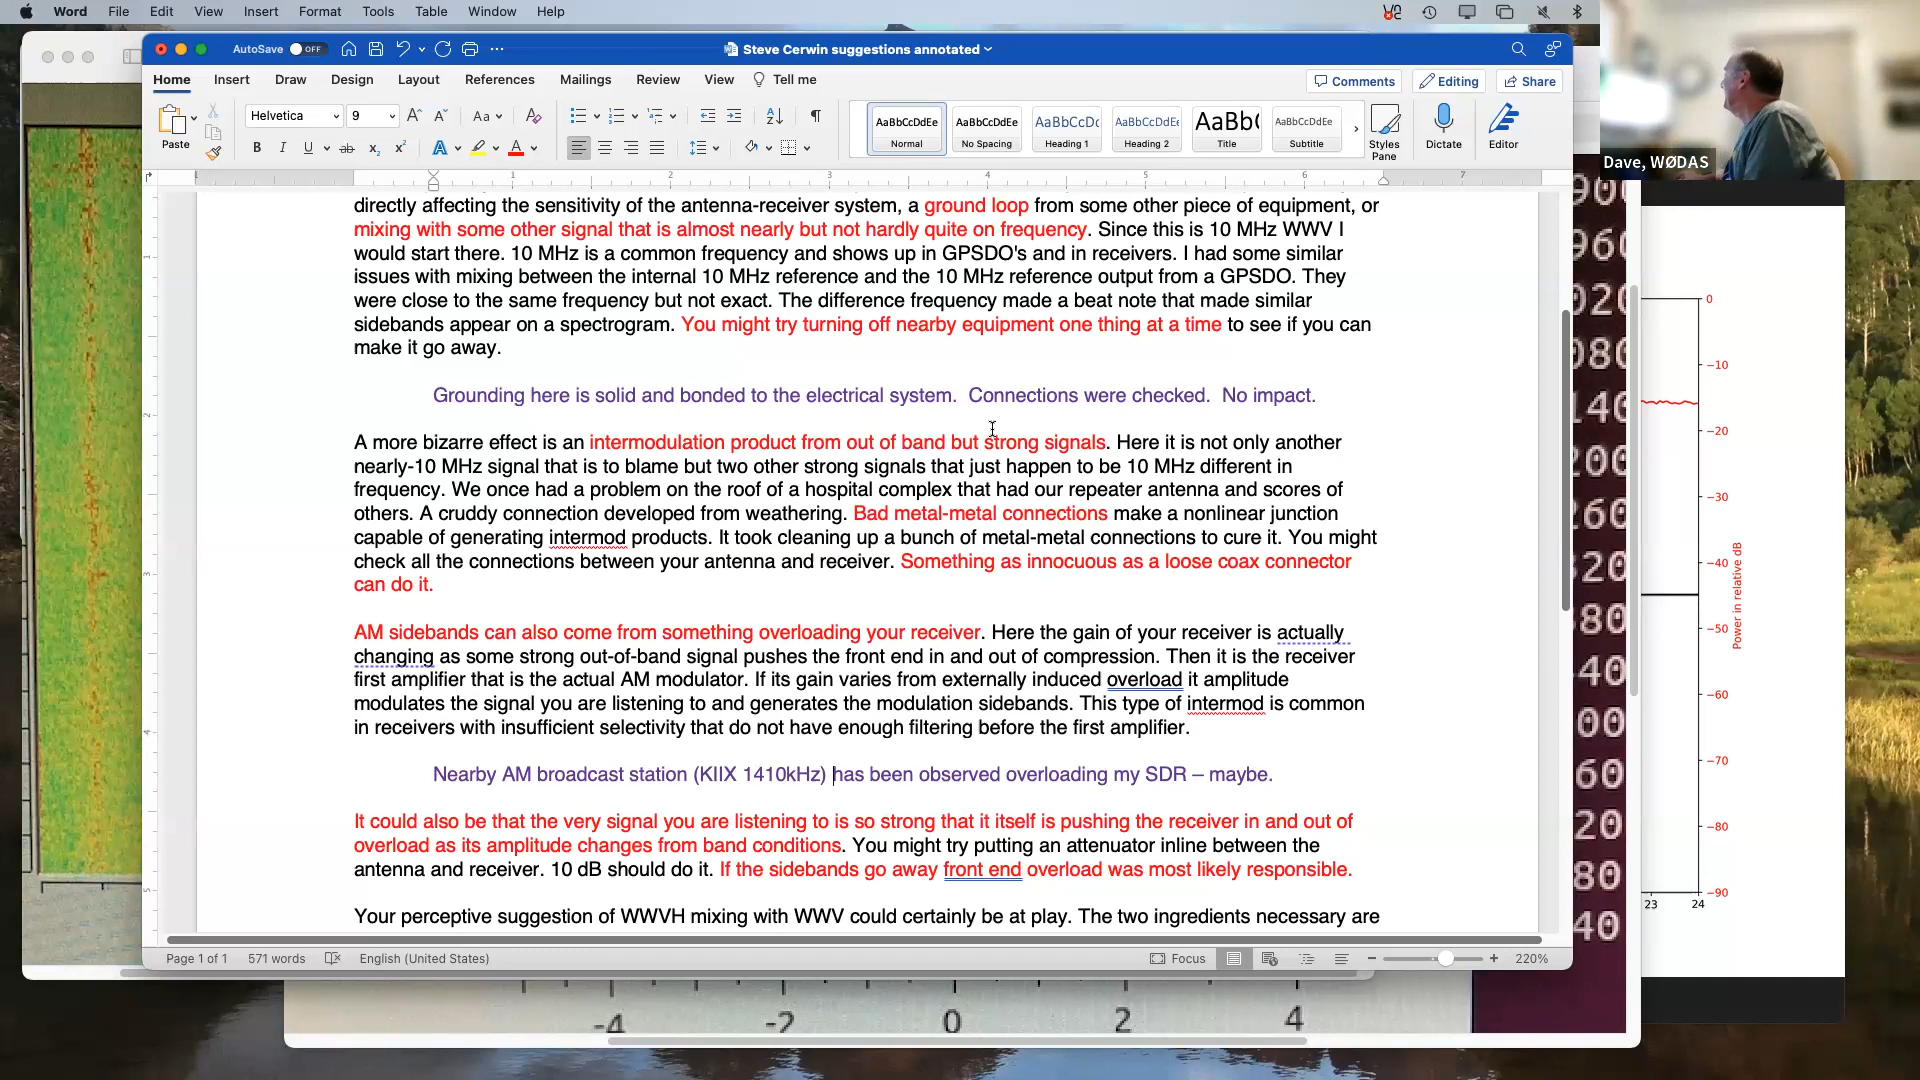 Word File Edit View Insert Format Tools Table Window Help
AutoSave OFF Steve Cerwin suggestions annotated
Home Insert Draw Design Layout References Mailings Review View Tell me Comments Editing Share
Helvetica 9 Aa
Paste
AaBbCcDdEe AaBbCcDdEe AaBbCcDc AaBbCcDdEe AaBb( AaBbCcDdEe
Normal No Spacing Heading 1 Heading 2 Title Subtitle
Styles Pane Dictate Editor
Dave, WØDAS
1 1 2 3 4 5 6 7
directly affecting the sensitivity of the antenna-receiver system, a ground loop from some other piece of equipment, or
mixing with some other signal that is almost nearly but not hardly quite on frequency. Since this is 10 MHz WWV I
would start there. 10 MHz is a common frequency and shows up in GPSDO's and in receivers. I had some similar
issues with mixing between the internal 10 MHz reference and the 10 MHz reference output from a GPSDO. They
were close to the same frequency but not exact. The difference frequency made a beat note that made similar
sidebands appear on a spectrogram. You might try turning off nearby equipment one thing at a time to see if you can
make it go away.
Grounding here is solid and bonded to the electrical system.  Connections were checked.  No impact.
A more bizarre effect is an intermodulation product from out of band but strong signals. Here it is not only another
nearly-10 MHz signal that is to blame but two other strong signals that just happen to be 10 MHz different in
frequency. We once had a problem on the roof of a hospital complex that had our repeater antenna and scores of
others. A cruddy connection developed from weathering. Bad metal-metal connections make a nonlinear junction
capable of generating intermod products. It took cleaning up a bunch of metal-metal connections to cure it. You might
check all the connections between your antenna and receiver. Something as innocuous as a loose coax connector
can do it.
AM sidebands can also come from something overloading your receiver. Here the gain of your receiver is actually
changing as some strong out-of-band signal pushes the front end in and out of compression. Then it is the receiver
first amplifier that is the actual AM modulator. If its gain varies from externally induced overload it amplitude
modulates the signal you are listening to and generates the modulation sidebands. This type of intermod is common
in receivers with insufficient selectivity that do not have enough filtering before the first amplifier.
Nearby AM broadcast station (KIIX 1410kHz) has been observed overloading my SDR – maybe.
It could also be that the very signal you are listening to is so strong that it itself is pushing the receiver in and out of
overload as its amplitude changes from band conditions. You might try putting an attenuator inline between the
antenna and receiver. 10 dB should do it. If the sidebands go away front end overload was most likely responsible.
Your perceptive suggestion of WWVH mixing with WWV could certainly be at play. The two ingredients necessary are
Page 1 of 1 571 words English (United States) Focus 220%
-4 -2 0 2 4
0
−10
−20
−30
−40
−50
−60
−70
−80
−90
Power in relative dB
23 24